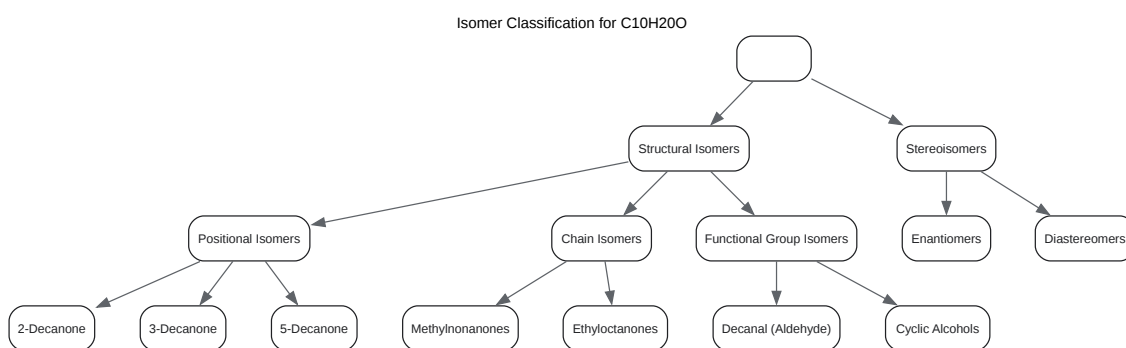 Isomer Classification for C10H20O
Structural Isomers
Stereoisomers
Positional Isomers
Chain Isomers
Functional Group Isomers
Enantiomers
Diastereomers
2-Decanone
3-Decanone
5-Decanone
Methylnonanones
Ethyloctanones
Decanal (Aldehyde)
Cyclic Alcohols